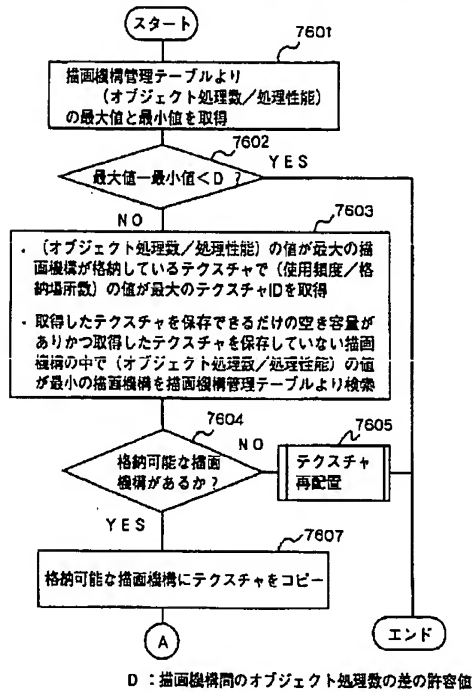 スタート
7601
描画機構管理テーブルより
(オブジェクト処理数/処理性能)
の最大値と最小値を取得
7602
最大値－最小値＜D ?
YES
NO
7603
・(オブジェクト処理数/処理性能)の値が最大の描
画機構が格納しているテクスチャで(使用頻度/格
納場所数)の値が最大のテクスチャIDを取得
・取得したテクスチャを保存できるだけの空き容量が
ありかつ取得したテクスチャを保存していない描画
機構の中で(オブジェクト処理数/処理性能)の値
が最小の描画機構を描画機構管理テーブルより検索
7604
格納可能な描画
機構があるか?
NO
7605
テクスチャ
再配置
YES
7607
格納可能な描画機構にテクスチャをコピー
A
エンド
D :描画機構間のオブジェクト処理数の差の許容値